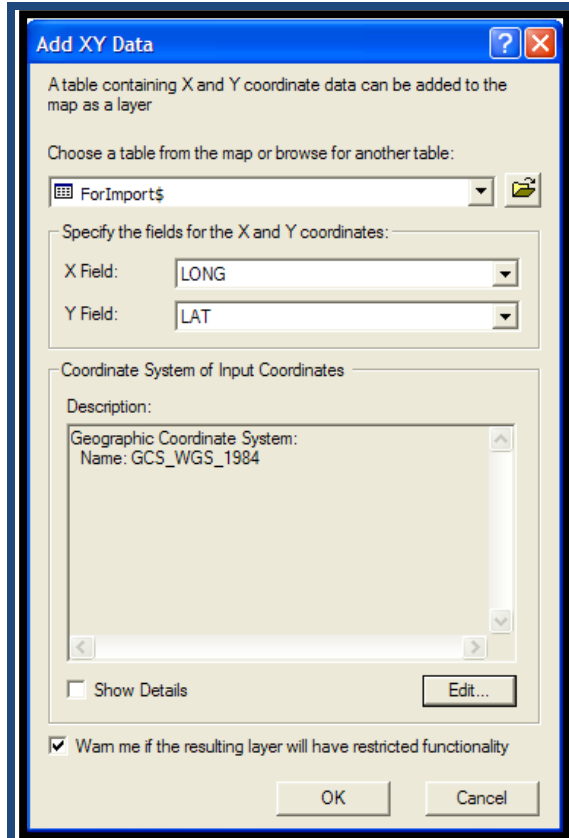 Add XY Data
A table containing X and Y coordinate data can be added to the
map as a layer
Choose a table from the map or browse for another table:
ForImport$
Specify the fields for the X and Y coordinates:
X Field:
LONG
Y Field:
LAT
Coordinate System of Input Coordinates
Description:
Geographic Coordinate System:
Name: GCS_WGS_1984
Show Details
Edit...
Warn me if the resulting layer will have restricted functionality
OK
Cancel